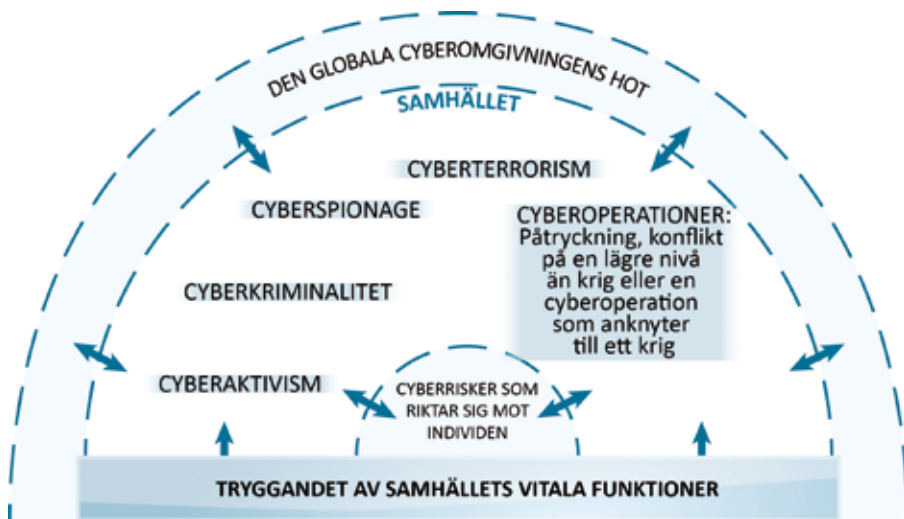 DEN GLOBALA CYBEROMGIVNINGENS HOT
SAMHÄLLET
CYBERTERRORISM
CYBERSPIONAGE
CYBEROPERATIONER:
Påtryckning, konflikt
på en lägre nivå
än krig eller en
cyberoperation
som anknyter
till ett krig
CYBERKRIMINALITET
CYBERAKTIVISM
CYBERRISKER SOM
RIKTAR SIG MOT
INDIVIDEN
TRYGGANDET AV SAMHÄLLETS VITALA FUNKTIONER